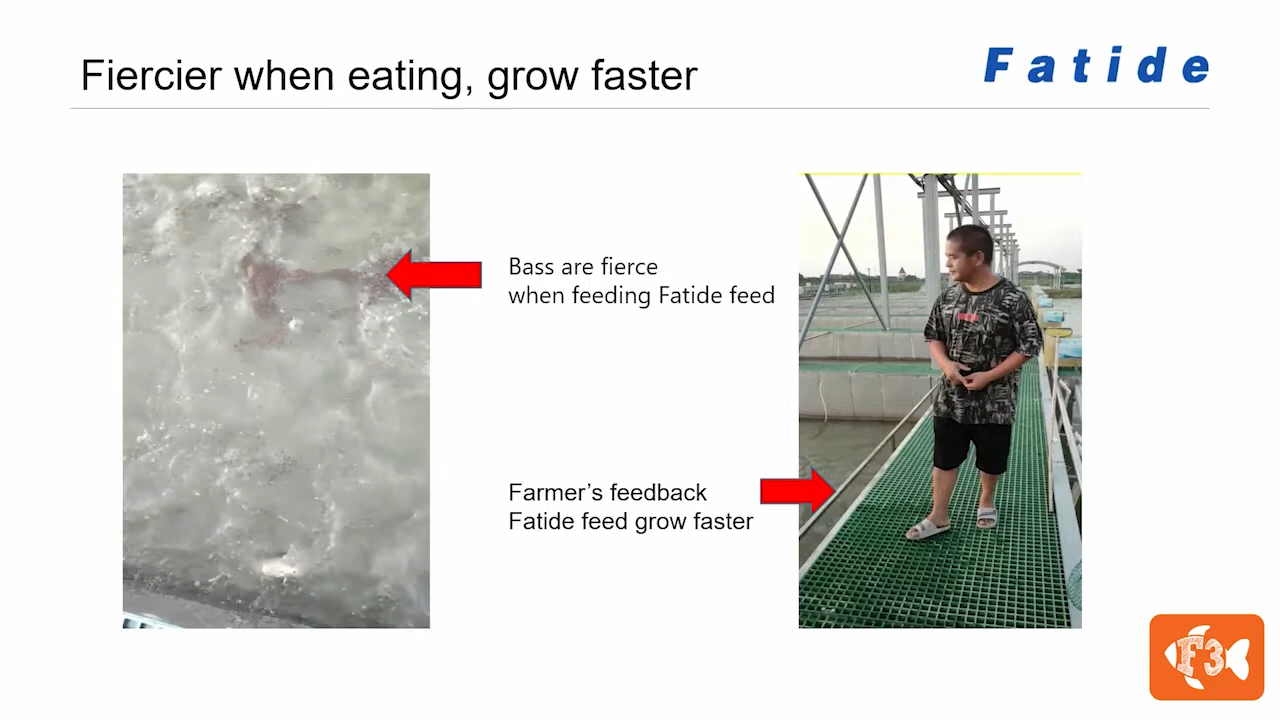 Fiercier when eating, grow faster
Fatide
Bass are fierce
when feeding Fatide feed
Farmer’s feedback
Fatide feed grow faster
F3